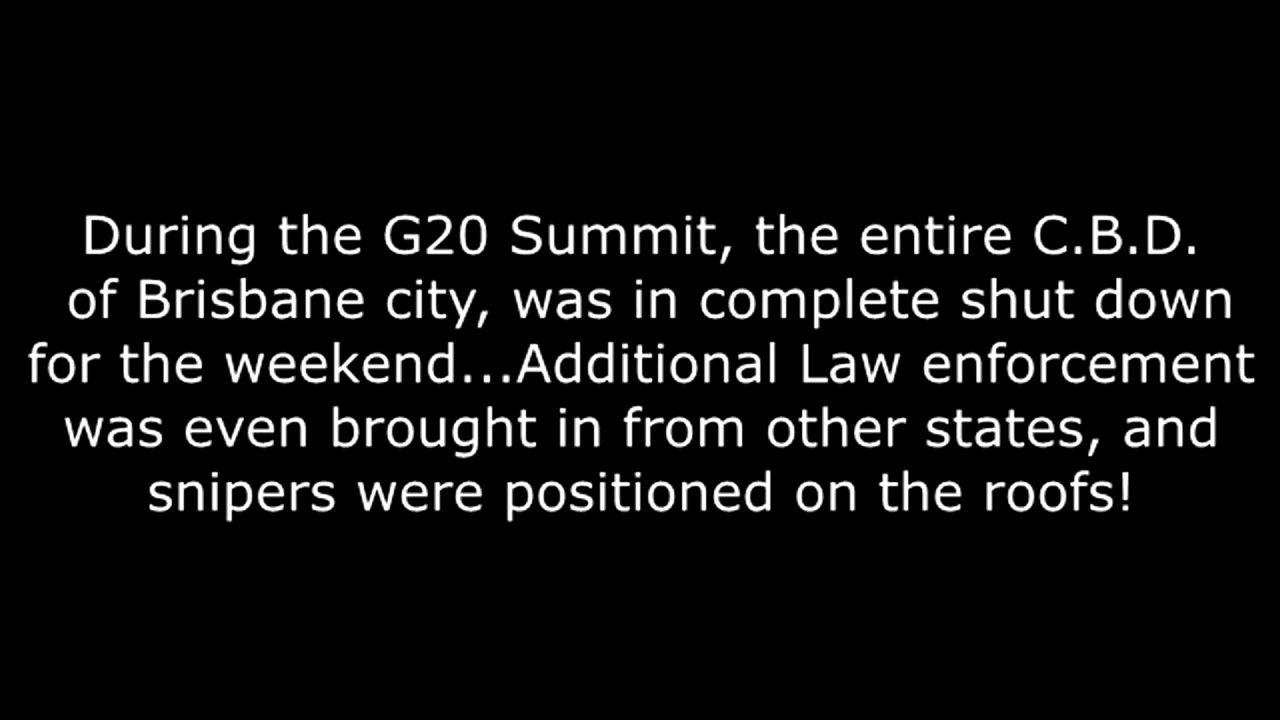 During the G20 Summit, the entire C.B.D.
of Brisbane city, was in complete shut down
for the weekend...Additional Law enforcement
was even brought in from other states, and
snipers were positioned on the roofs!